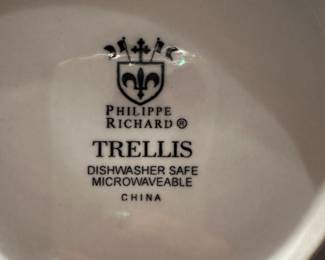 PHILIPPE
RICHARD®
TRELLIS
DISHWASHER SAFE
MICROWAVEABLE
CHINA